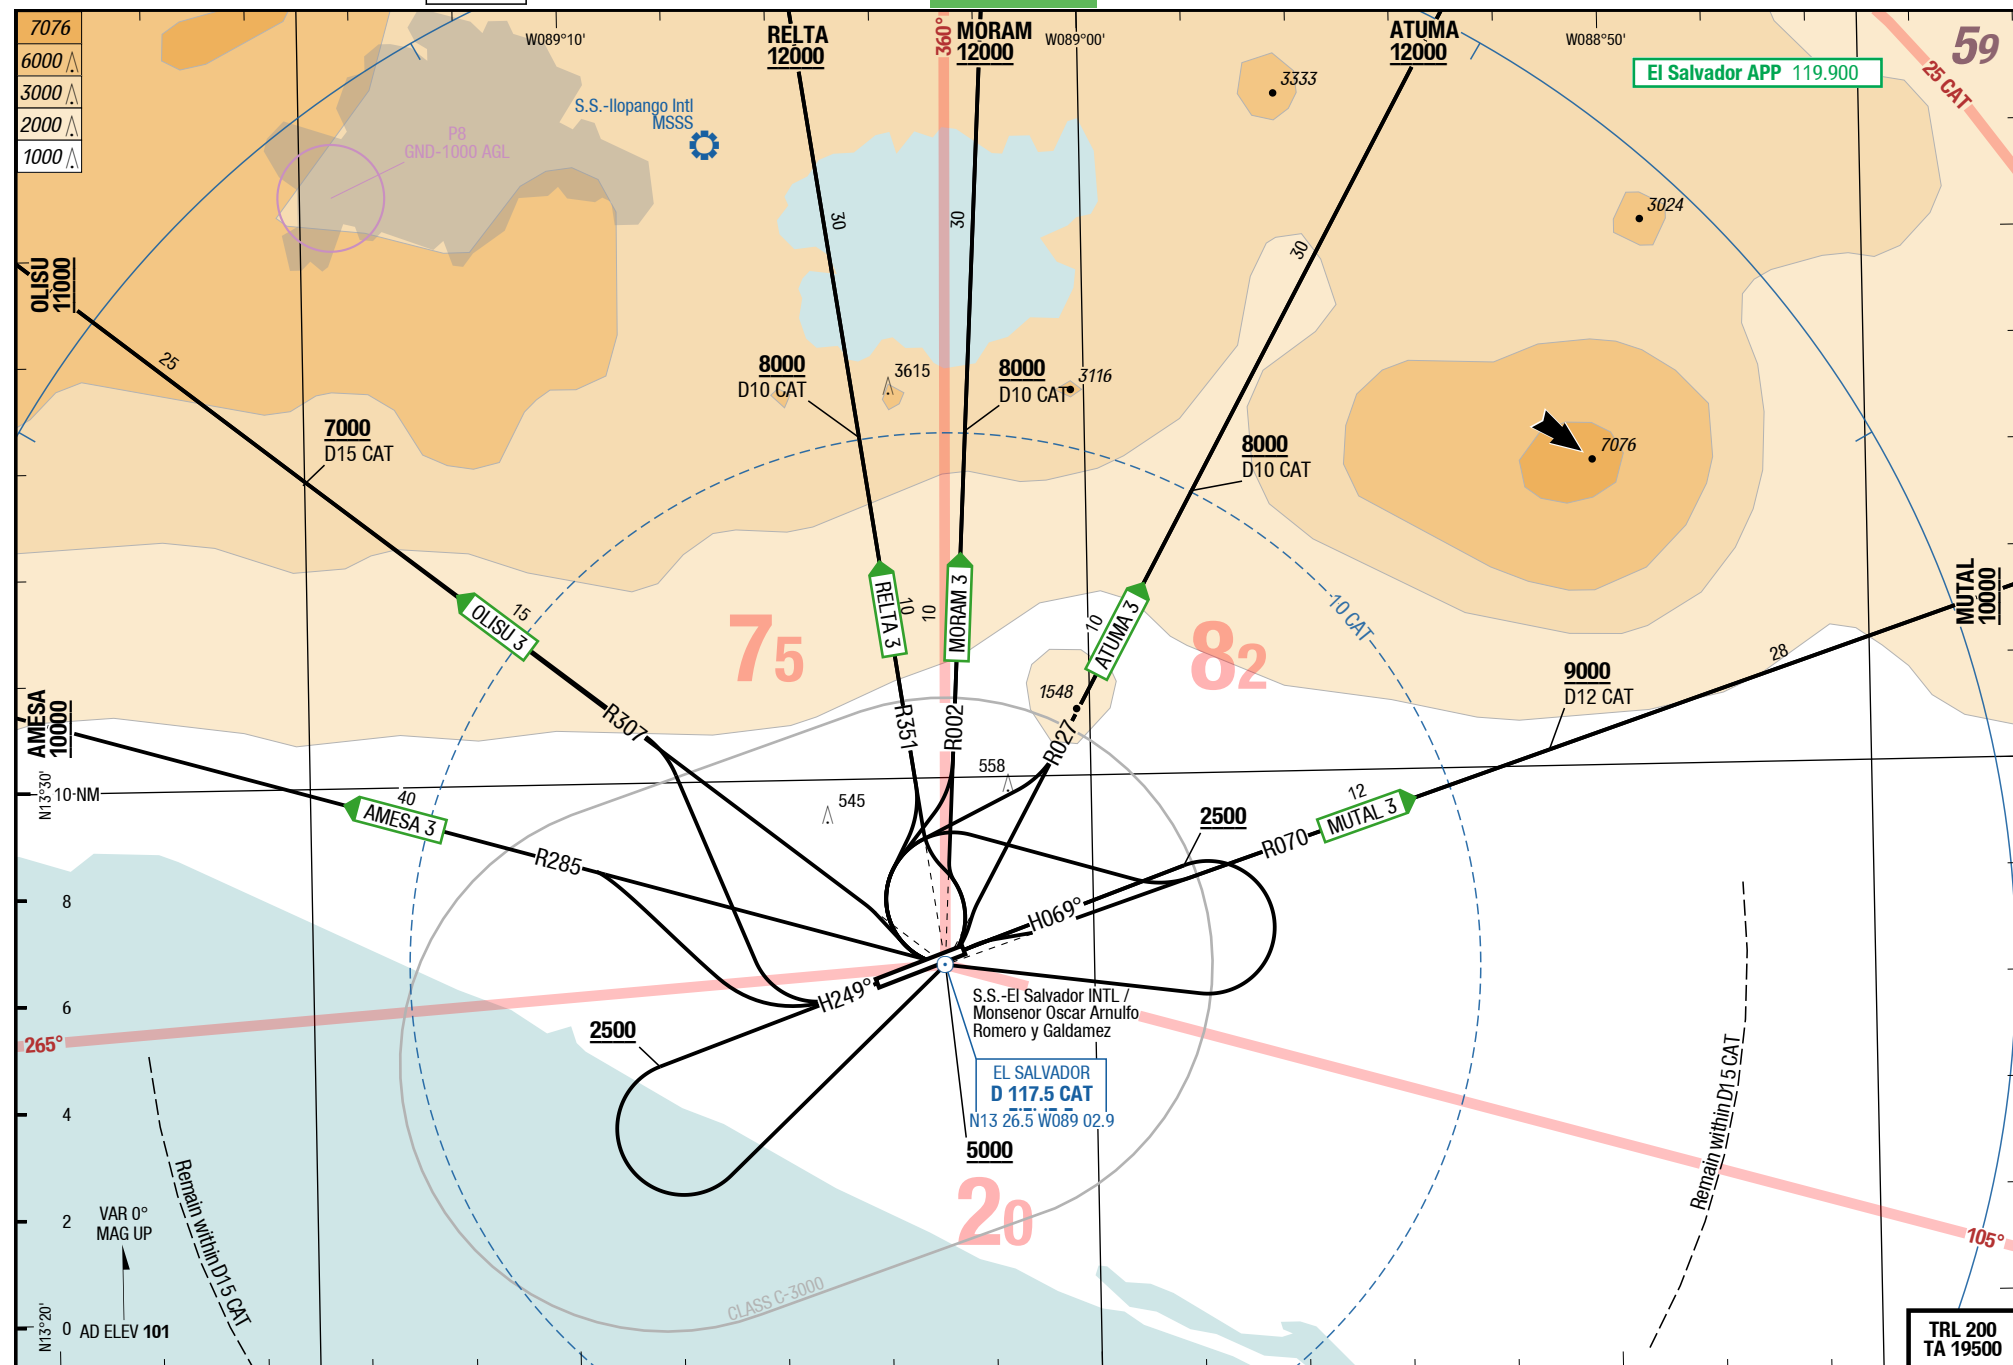 7076
6000
3000
2000
1000
W089°10'
RELTA
12000
360°
MORAM
12000
W089°00'
ATUMA
12000
W088°50'
59
25 CAT
El Salvador APP 119.900
S.S.-Ilopango Intl
MSSS
P8
GND-1000 AGL
3333
3024
30
30
30
OLISU
11000
25
8000
D10 CAT
3615
8000
D10 CAT
3116
7000
D15 CAT
8000
D10 CAT
7076
MUTAL
10000
10 CAT
OLISU 3
15
RELTA 3
10
10
MORAM 3
10
ATUMA 3
75
82
28
9000
D12 CAT
1548
R307
R351
R002
R027
AMESA
10000
N13°30'
10 NM
40
AMESA 3
545
558
2500
12
MUTAL 3
R285
R070
8
H069°
H249°
6
265°
2500
S.S.-El Salvador INTL /
Monsenor Oscar Arnulfo
Romero y Galdamez
EL SALVADOR
D 117.5 CAT
N13 26.5 W089 02.9
4
5000
Remain within D15 CAT
Remain within D15 CAT
20
105°
2
VAR 0°
MAG UP
CLASS C-3000
N13°20'
0
AD ELEV 101
TRL 200
TA 19500